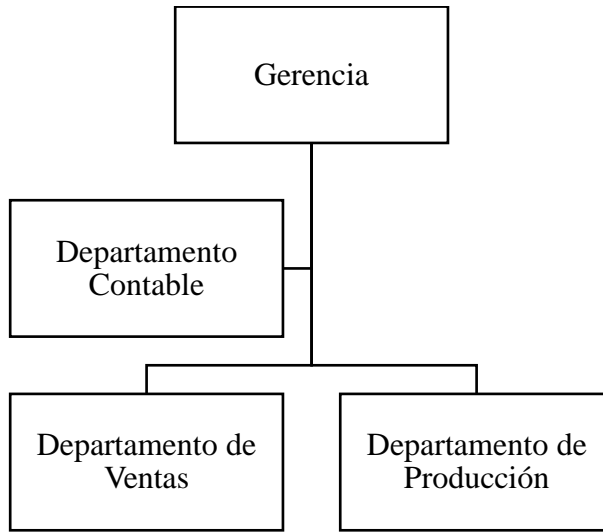 Gerencia
Departamento
Contable
Departamento de
Ventas
Departamento de
Producción